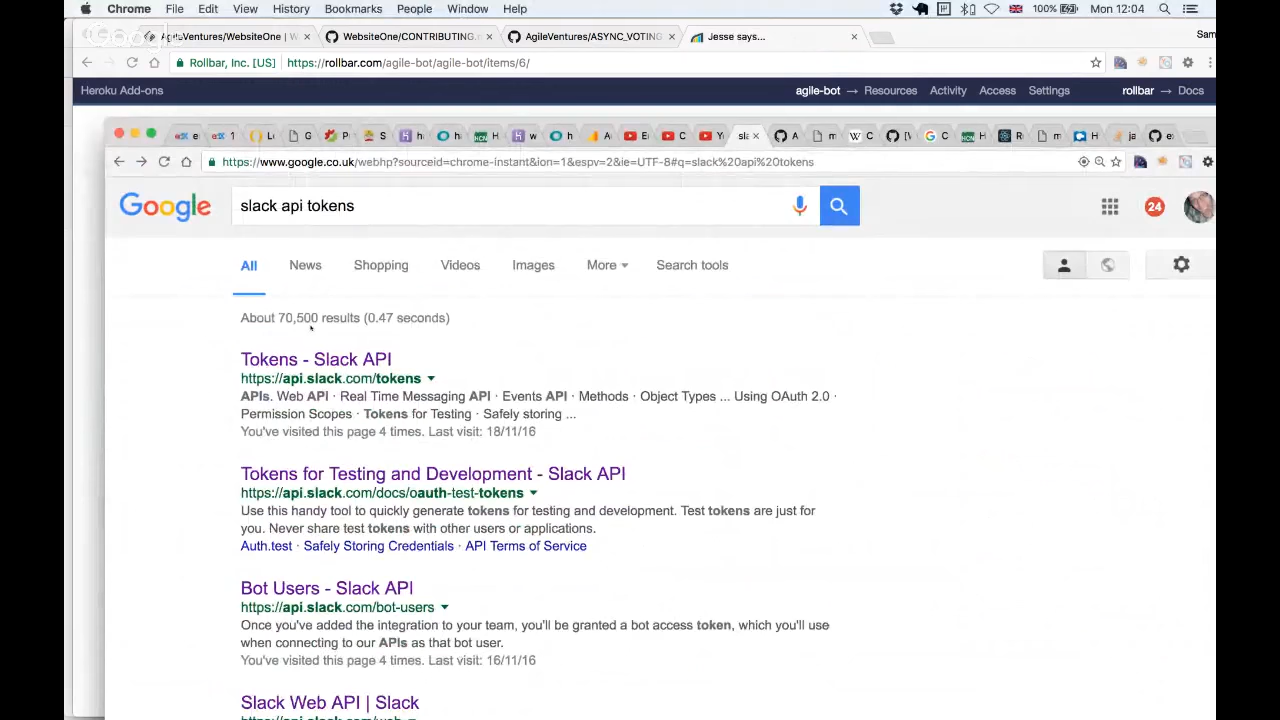 Chrome File Edit View History Bookmarks People Window Help 100% Mon 12:04
Google
AgileVentures/WebsiteOne | W × WebsiteOne/CONTRIBUTING.m × AgileVentures/ASYNC_VOTING × Jesse says... × Sam
Rollbar, Inc. [US] https://rollbar.com/agile-bot/agile-bot/items/6/
Heroku Add-ons agile-bot → Resources Activity Access Settings rollbar → Docs
https://www.google.co.uk/webhp?sourceid=chrome-instant&ion=1&espv=2&ie=UTF-8#q=slack%20api%20tokens
Google slack api tokens 24
All News Shopping Videos Images More Search tools
About 70,500 results (0.47 seconds)
Tokens - Slack API
https://api.slack.com/tokens
APIs. Web API · Real Time Messaging API · Events API · Methods · Object Types ... Using OAuth 2.0 ·
Permission Scopes · Tokens for Testing · Safely storing ...
You've visited this page 4 times. Last visit: 18/11/16
Tokens for Testing and Development - Slack API
https://api.slack.com/docs/oauth-test-tokens
Use this handy tool to quickly generate tokens for testing and development. Test tokens are just for
you. Never share test tokens with other users or applications.
Auth.test · Safely Storing Credentials · API Terms of Service
Bot Users - Slack API
https://api.slack.com/bot-users
Once you've added the integration to your team, you'll be granted a bot access token, which you'll use
when connecting to our APIs as that bot user.
You've visited this page 4 times. Last visit: 16/11/16
Slack Web API | Slack
https://api.slack.com/web